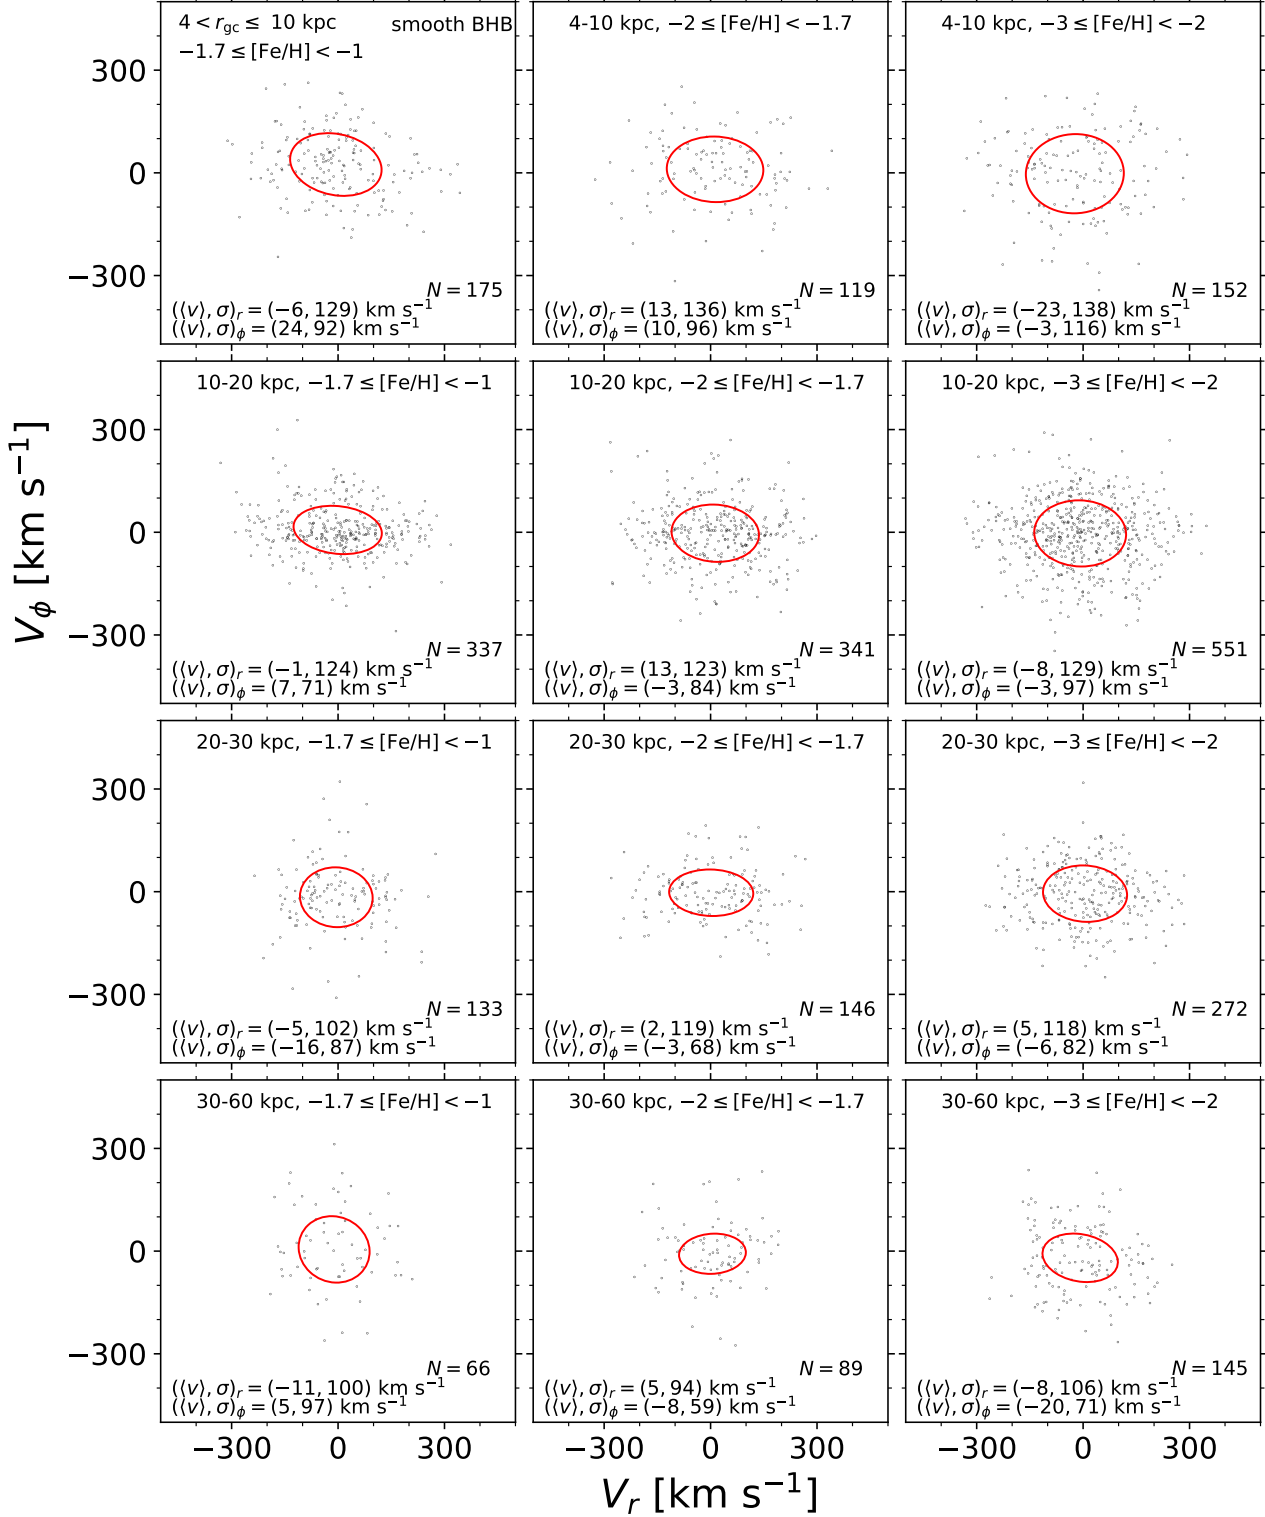 4 < r_gc ≤ 10 kpc smooth BHB
−1.7 ≤ [Fe/H] < −1
300
0
−300
N = 175
(⟨v⟩, σ)_r = (−6, 129) km s⁻¹
(⟨v⟩, σ)_ϕ = (24, 92) km s⁻¹
4-10 kpc, −2 ≤ [Fe/H] < −1.7
N = 119
(⟨v⟩, σ)_r = (13, 136) km s⁻¹
(⟨v⟩, σ)_ϕ = (10, 96) km s⁻¹
4-10 kpc, −3 ≤ [Fe/H] < −2
N = 152
(⟨v⟩, σ)_r = (−23, 138) km s⁻¹
(⟨v⟩, σ)_ϕ = (−3, 116) km s⁻¹
V_ϕ [km s⁻¹]
10-20 kpc, −1.7 ≤ [Fe/H] < −1
300
0
−300
N = 337
(⟨v⟩, σ)_r = (−1, 124) km s⁻¹
(⟨v⟩, σ)_ϕ = (7, 71) km s⁻¹
10-20 kpc, −2 ≤ [Fe/H] < −1.7
N = 341
(⟨v⟩, σ)_r = (13, 123) km s⁻¹
(⟨v⟩, σ)_ϕ = (−3, 84) km s⁻¹
10-20 kpc, −3 ≤ [Fe/H] < −2
N = 551
(⟨v⟩, σ)_r = (−8, 129) km s⁻¹
(⟨v⟩, σ)_ϕ = (−3, 97) km s⁻¹
20-30 kpc, −1.7 ≤ [Fe/H] < −1
300
0
−300
N = 133
(⟨v⟩, σ)_r = (−5, 102) km s⁻¹
(⟨v⟩, σ)_ϕ = (−16, 87) km s⁻¹
20-30 kpc, −2 ≤ [Fe/H] < −1.7
N = 146
(⟨v⟩, σ)_r = (2, 119) km s⁻¹
(⟨v⟩, σ)_ϕ = (−3, 68) km s⁻¹
20-30 kpc, −3 ≤ [Fe/H] < −2
N = 272
(⟨v⟩, σ)_r = (5, 118) km s⁻¹
(⟨v⟩, σ)_ϕ = (−6, 82) km s⁻¹
30-60 kpc, −1.7 ≤ [Fe/H] < −1
300
0
−300
N = 66
(⟨v⟩, σ)_r = (−11, 100) km s⁻¹
(⟨v⟩, σ)_ϕ = (5, 97) km s⁻¹
30-60 kpc, −2 ≤ [Fe/H] < −1.7
N = 89
(⟨v⟩, σ)_r = (5, 94) km s⁻¹
(⟨v⟩, σ)_ϕ = (−8, 59) km s⁻¹
30-60 kpc, −3 ≤ [Fe/H] < −2
N = 145
(⟨v⟩, σ)_r = (−8, 106) km s⁻¹
(⟨v⟩, σ)_ϕ = (−20, 71) km s⁻¹
−300 0 300 −300 0 300 −300 0 300
V_r [km s⁻¹]